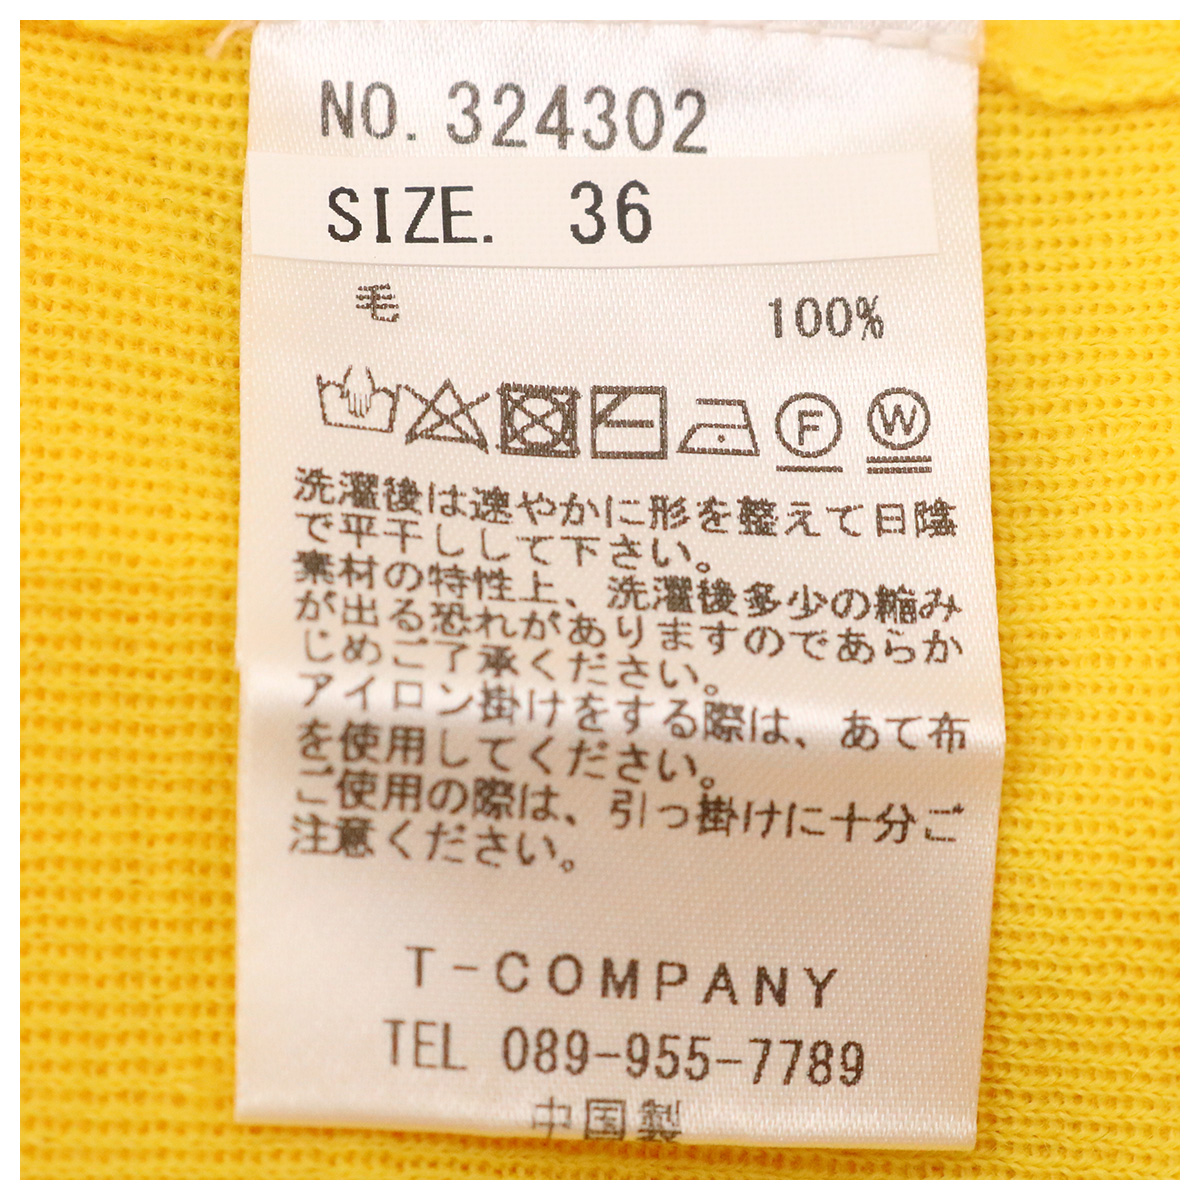 NO. 324302
SIZE. 36
毛 100%
F W
洗濯後は速やかに形を整えて日陰
で平干しして下さい。
素材の特性上、洗濯後多少の縮み
が出る恐れがありますのであらか
じめご了承ください。
アイロン掛けをする際は、あて布
を使用してください。
ご使用の際は、引っ掛けに十分ご
注意ください。
T-COMPANY
TEL 089-955-7789
中国製